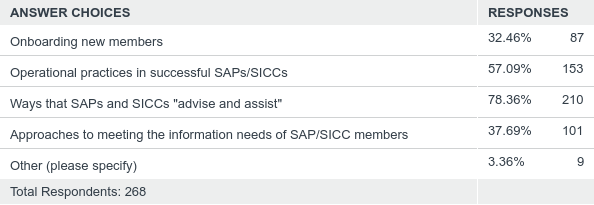 ANSWER CHOICES RESPONSES
Onboarding new members 32.46% 87
Operational practices in successful SAPs/SICCs 57.09% 153
Ways that SAPs and SICCs "advise and assist" 78.36% 210
Approaches to meeting the information needs of SAP/SICC members 37.69% 101
Other (please specify) 3.36% 9
Total Respondents: 268